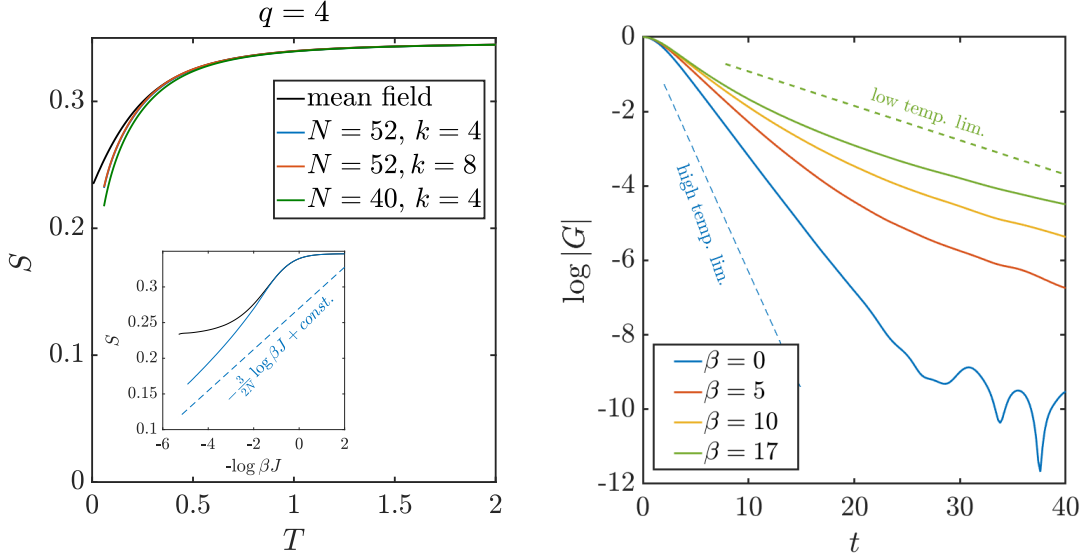 q = 4
S
0.3
0.2
0.1
0
0
0.5
1
1.5
2
T
mean field
N = 52, k = 4
N = 52, k = 8
N = 40, k = 4
S
0.3
0.25
0.2
0.15
0.1
-6
-4
-2
0
2
-log βJ
-3/2N log βJ + const.
log |G|
0
-2
-4
-6
-8
-10
-12
0
10
20
30
40
t
low temp. lim.
high temp. lim.
β = 0
β = 5
β = 10
β = 17